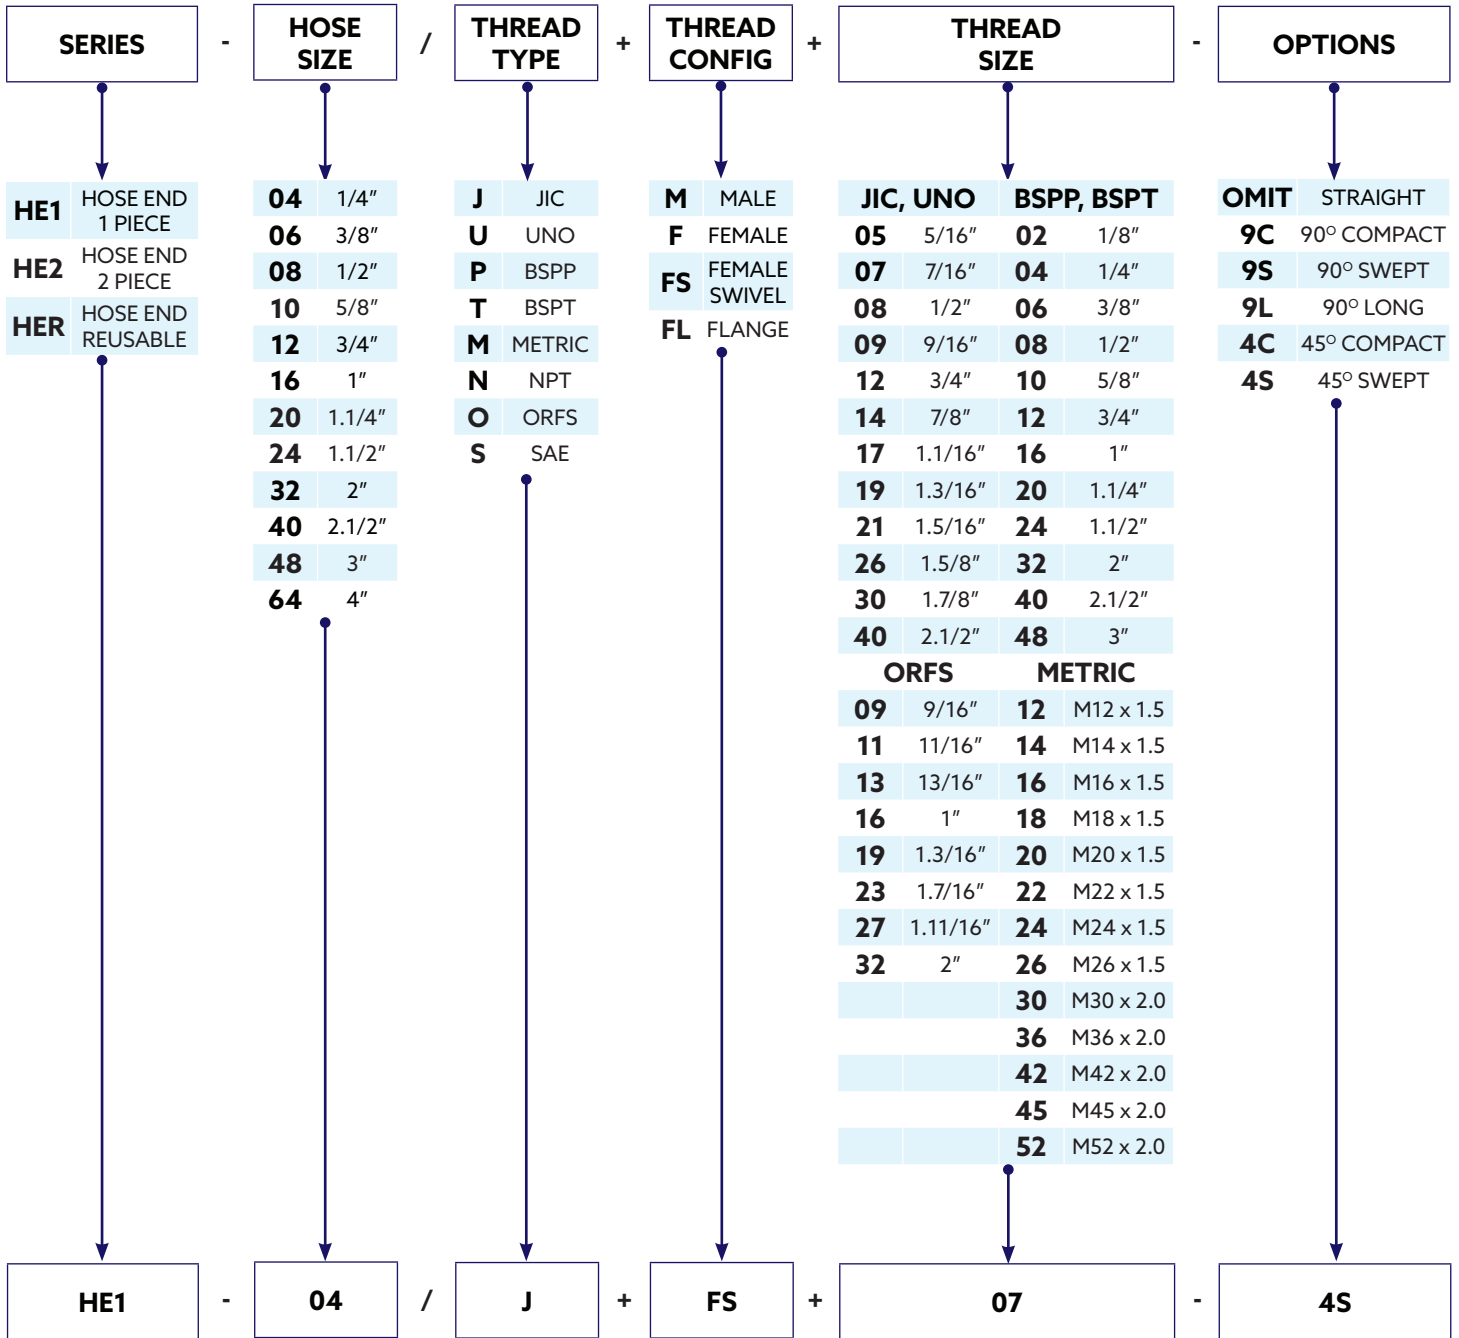 SERIES - HOSE SIZE / THREAD TYPE + THREAD CONFIG + THREAD SIZE - OPTIONS
HE1 HOSE END 1 PIECE
HE2 HOSE END 2 PIECE
HER HOSE END REUSABLE
04 1/4"
06 3/8"
08 1/2"
10 5/8"
12 3/4"
16 1"
20 1.1/4"
24 1.1/2"
32 2"
40 2.1/2"
48 3"
64 4"
J JIC
U UNO
P BSPP
T BSPT
M METRIC
N NPT
O ORFS
S SAE
M MALE
F FEMALE
FS FEMALE SWIVEL
FL FLANGE
JIC, UNO BSPP, BSPT
05 5/16" 02 1/8"
07 7/16" 04 1/4"
08 1/2" 06 3/8"
09 9/16" 08 1/2"
12 3/4" 10 5/8"
14 7/8" 12 3/4"
17 1.1/16" 16 1"
19 1.3/16" 20 1.1/4"
21 1.5/16" 24 1.1/2"
26 1.5/8" 32 2"
30 1.7/8" 40 2.1/2"
40 2.1/2" 48 3"
ORFS METRIC
09 9/16" 12 M12 x 1.5
11 11/16" 14 M14 x 1.5
13 13/16" 16 M16 x 1.5
16 1" 18 M18 x 1.5
19 1.3/16" 20 M20 x 1.5
23 1.7/16" 22 M22 x 1.5
27 1.11/16" 24 M24 x 1.5
32 2" 26 M26 x 1.5
30 M30 x 2.0
36 M36 x 2.0
42 M42 x 2.0
45 M45 x 2.0
52 M52 x 2.0
OMIT STRAIGHT
9C 90° COMPACT
9S 90° SWEPT
9L 90° LONG
4C 45° COMPACT
4S 45° SWEPT
HE1 - 04 / J + FS + 07 - 4S